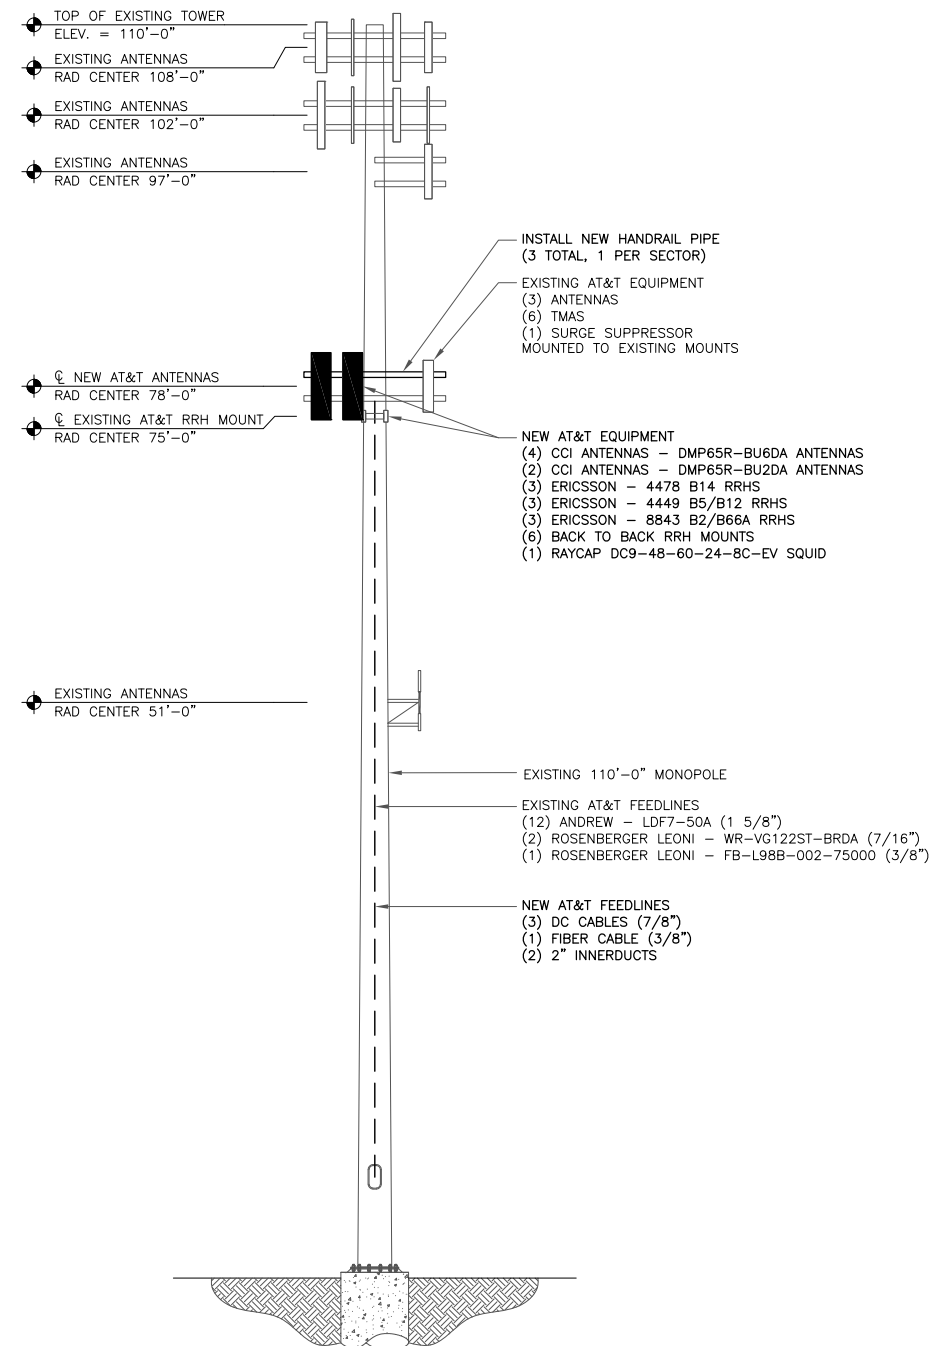 TOP OF EXISTING TOWER
ELEV. = 110'-0"
EXISTING ANTENNAS
RAD CENTER 108'-0"
EXISTING ANTENNAS
RAD CENTER 102'-0"
EXISTING ANTENNAS
RAD CENTER 97'-0"
INSTALL NEW HANDRAIL PIPE
(3 TOTAL, 1 PER SECTOR)
EXISTING AT&T EQUIPMENT
(3) ANTENNAS
(6) TMAS
(1) SURGE SUPPRESSOR
MOUNTED TO EXISTING MOUNTS
℄ NEW AT&T ANTENNAS
RAD CENTER 78'-0"
℄ EXISTING AT&T RRH MOUNT
RAD CENTER 75'-0"
NEW AT&T EQUIPMENT
(4) CCI ANTENNAS - DMP65R-BU6DA ANTENNAS
(2) CCI ANTENNAS - DMP65R-BU2DA ANTENNAS
(3) ERICSSON - 4478 B14 RRHS
(3) ERICSSON - 4449 B5/B12 RRHS
(3) ERICSSON - 8843 B2/B66A RRHS
(6) BACK TO BACK RRH MOUNTS
(1) RAYCAP DC9-48-60-24-8C-EV SQUID
EXISTING ANTENNAS
RAD CENTER 51'-0"
EXISTING 110'-0" MONOPOLE
EXISTING AT&T FEEDLINES
(12) ANDREW - LDF7-50A (1 5/8")
(2) ROSENBERGER LEONI - WR-VG122ST-BRDA (7/16")
(1) ROSENBERGER LEONI - FB-L98B-002-75000 (3/8")
NEW AT&T FEEDLINES
(3) DC CABLES (7/8")
(1) FIBER CABLE (3/8")
(2) 2" INNERDUCTS